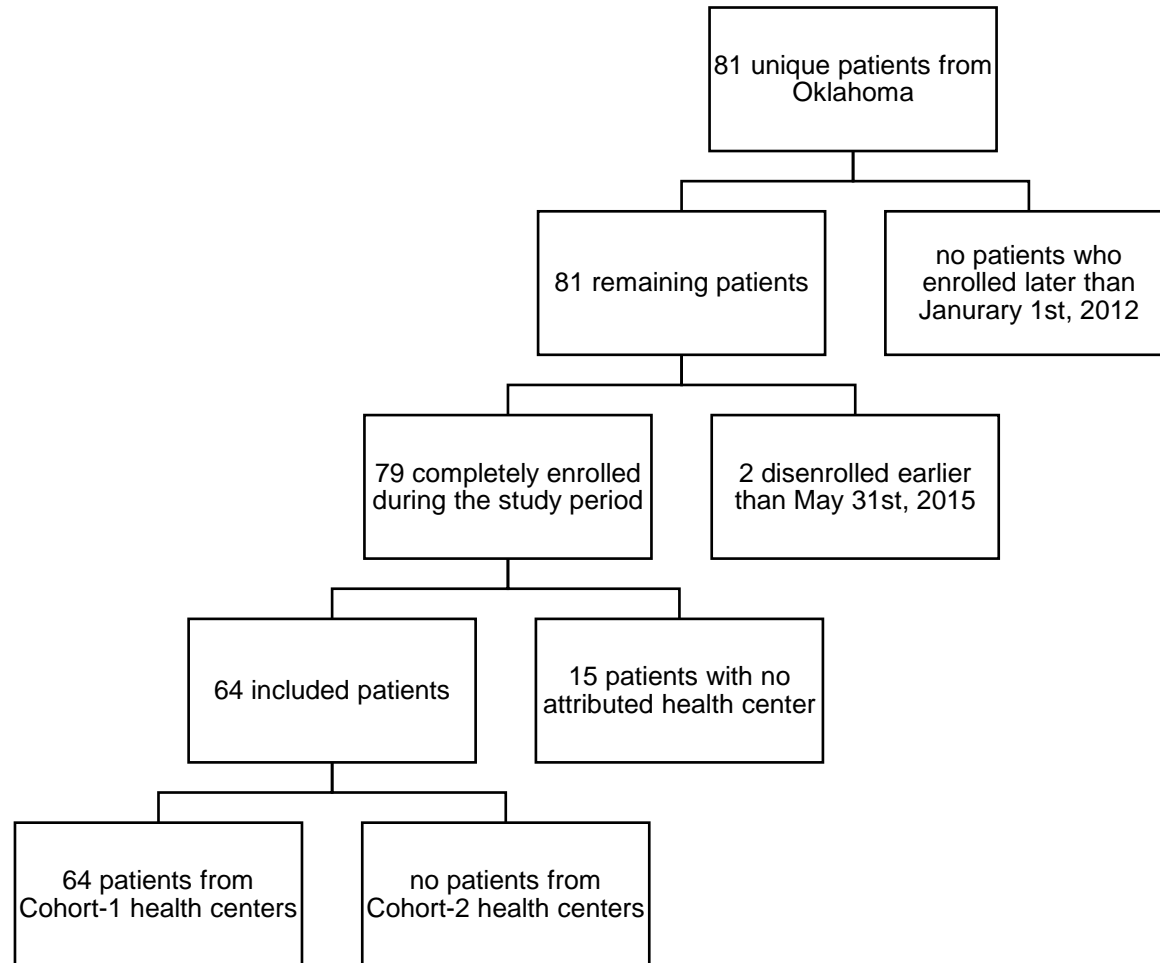 81 unique patients from
Oklahoma
81 remaining patients
no patients who
enrolled later than
Janurary 1st, 2012
79 completely enrolled
during the study period
2 disenrolled earlier
than May 31st, 2015
64 included patients
15 patients with no
attributed health center
64 patients from
Cohort-1 health centers
no patients from
Cohort-2 health centers